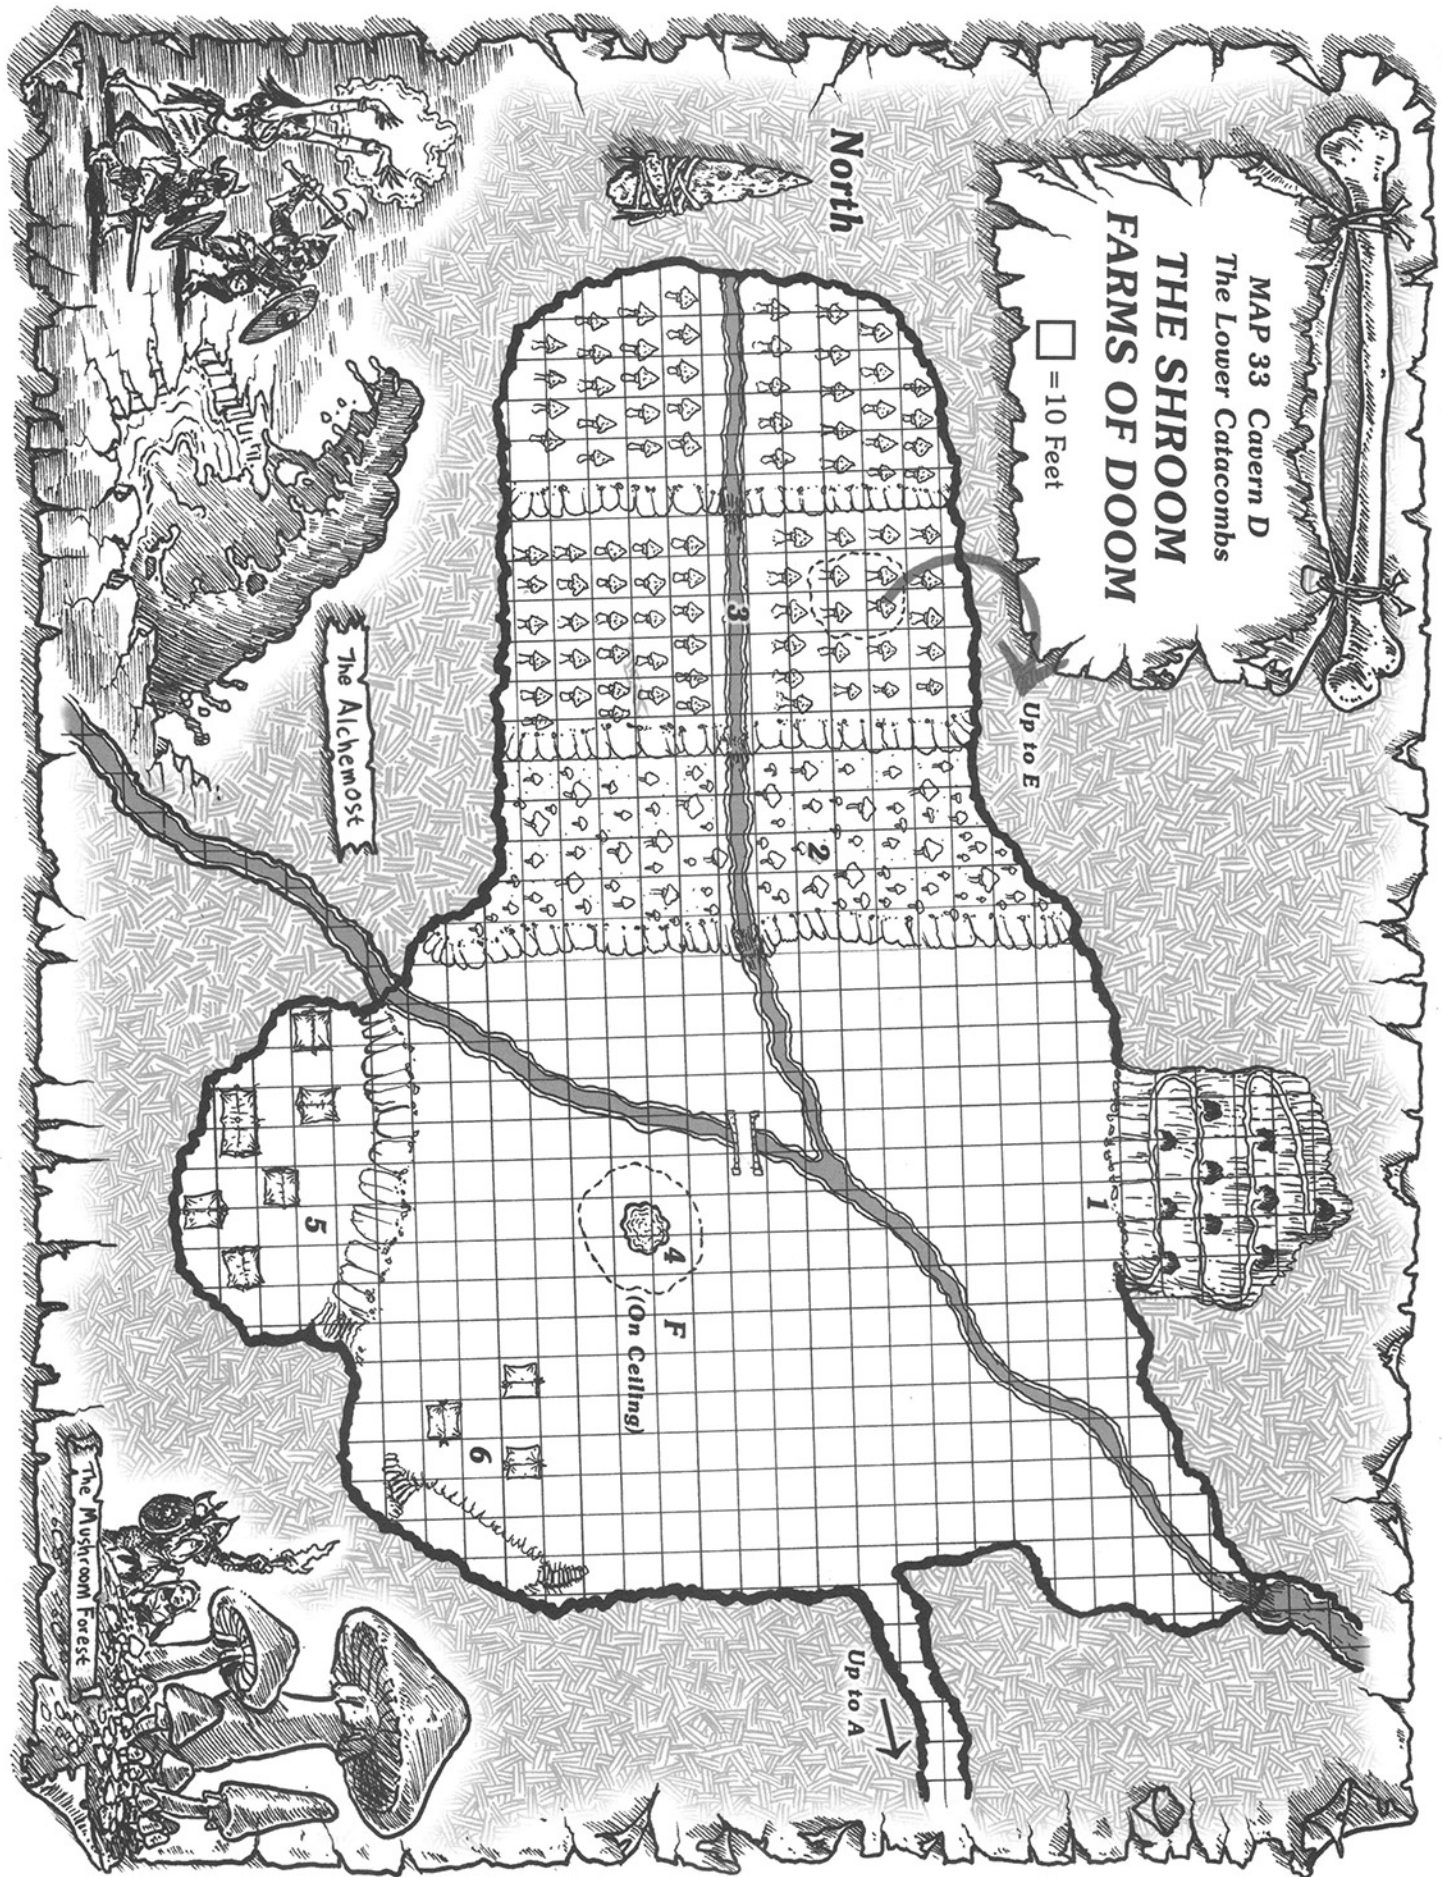 MAP 33 Cavern D
The Lower Catacombs
THE SHROOM
FARMS OF DOOM
=10 Feet
North
Up to E
1
2
3
4
F
(On Ceiling)
5
6
Up to A
The Alchemost
The Mushroom Forest